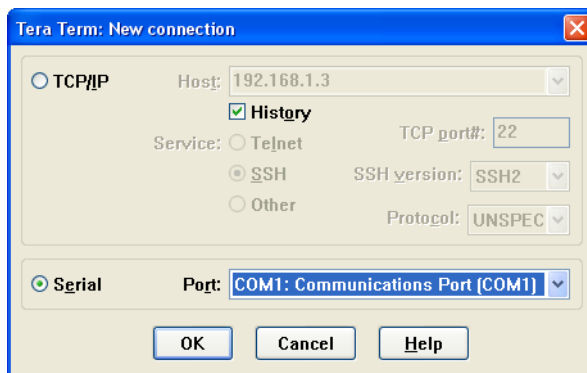 Tera Term: New connection
TCP/IP Host: 192.168.1.3
History
Service: Telnet TCP port#: 22
SSH SSH version: SSH2
Other Protocol: UNSPEC
Serial Port: COM1: Communications Port (COM1)
OK Cancel Help